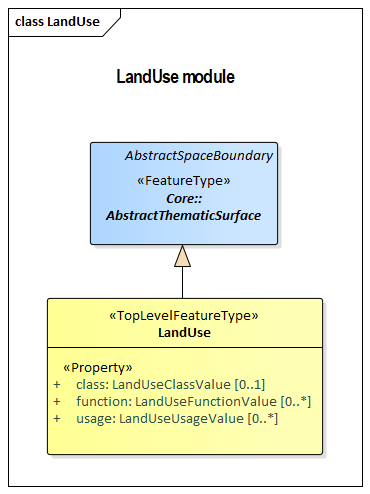 class LandUse
LandUse module
AbstractSpaceBoundary
«FeatureType»
Core::
AbstractThematicSurface
«TopLevelFeatureType»
LandUse
«Property»
+ class: LandUseClassValue [0..1]
+ function: LandUseFunctionValue [0..*]
+ usage: LandUseUsageValue [0..*]